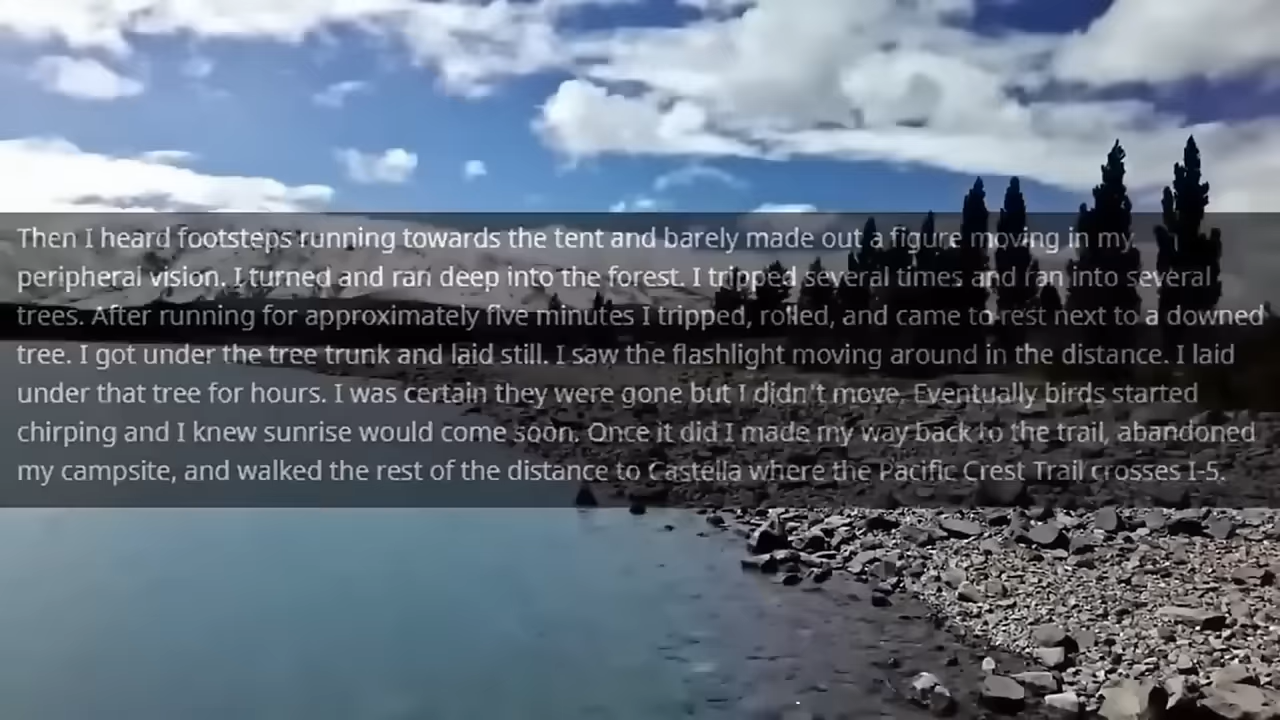 Then I heard footsteps running towards the tent and barely made out a figure moving in my
peripheral vision. I turned and ran deep into the forest. I tripped several times and ran into several
trees. After running for approximately five minutes I tripped, rolled, and came to rest next to a downed
tree. I got under the tree trunk and laid still. I saw the flashlight moving around in the distance. I laid
under that tree for hours. I was certain they were gone but I didn't move. Eventually birds started
chirping and I knew sunrise would come soon. Once it did I made my way back to the trail, abandoned
my campsite, and walked the rest of the distance to Castella where the Pacific Crest Trail crosses I-5.